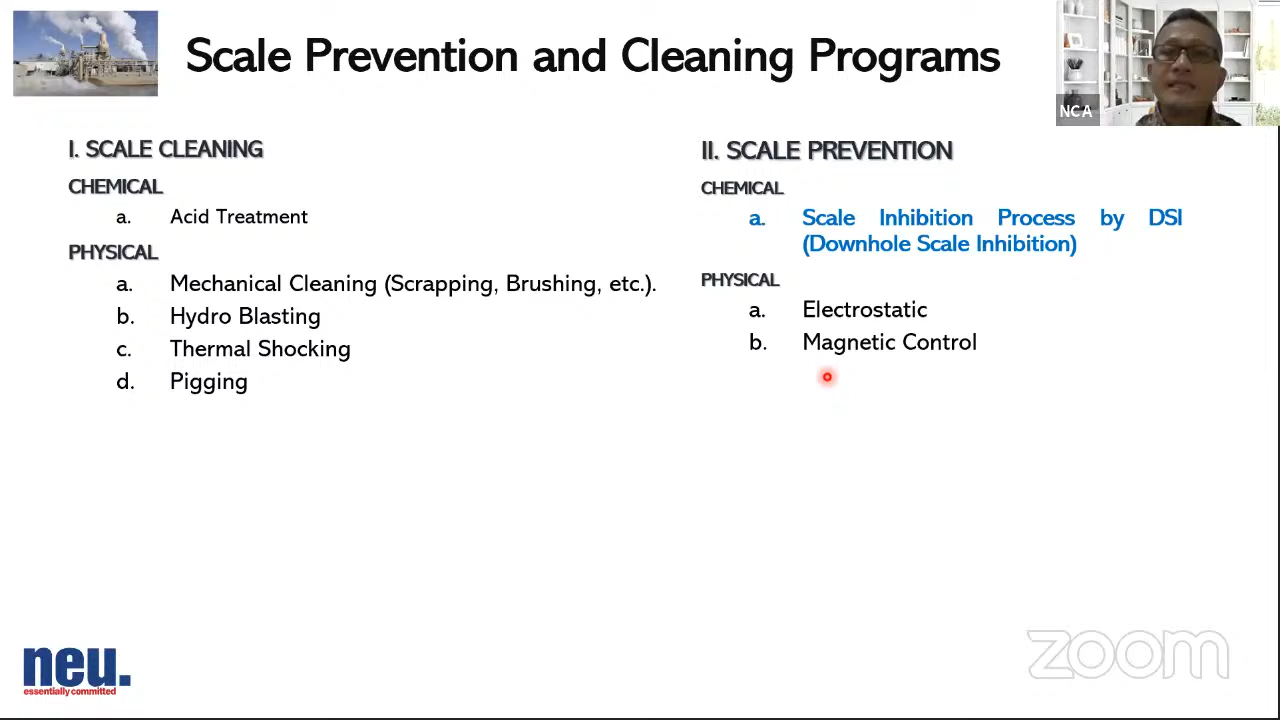 Scale Prevention and Cleaning Programs
NCA
I. SCALE CLEANING
CHEMICAL
a. Acid Treatment
PHYSICAL
a. Mechanical Cleaning (Scrapping, Brushing, etc.).
b. Hydro Blasting
c. Thermal Shocking
d. Pigging
II. SCALE PREVENTION
CHEMICAL
a. Scale Inhibition Process by DSI
(Downhole Scale Inhibition)
PHYSICAL
a. Electrostatic
b. Magnetic Control
neu.
essentially committed
zoom